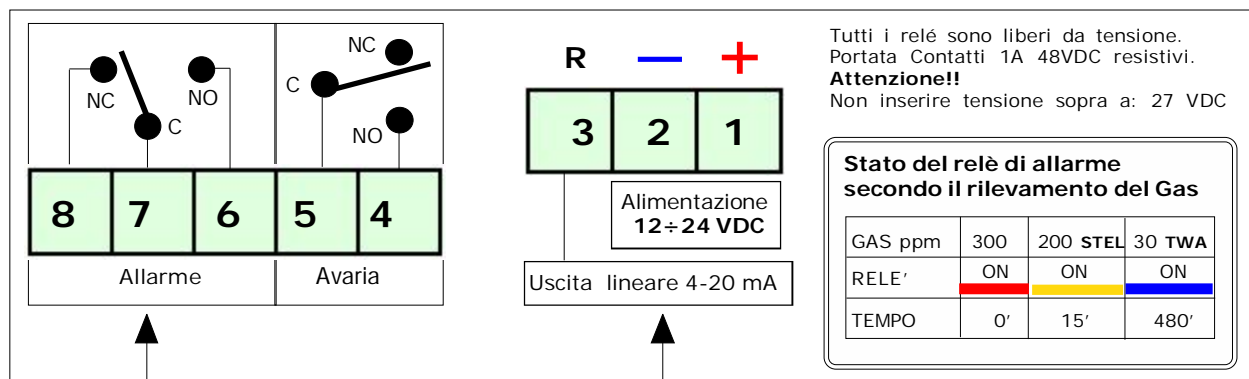 NC
NO
C
NC
C
NO
8 7 6 5 4
Allarme Avaria
R — +
3 2 1
Alimentazione
12÷24 VDC
Uscita lineare 4-20 mA
Tutti i relé sono liberi da tensione.
Portata Contatti 1A 48VDC resistivi.
Attenzione!!
Non inserire tensione sopra a: 27 VDC
Stato del relè di allarme
secondo il rilevamento del Gas
GAS ppm 300 200 STEL 30 TWA
RELE' ON ON ON
TEMPO 0' 15' 480'